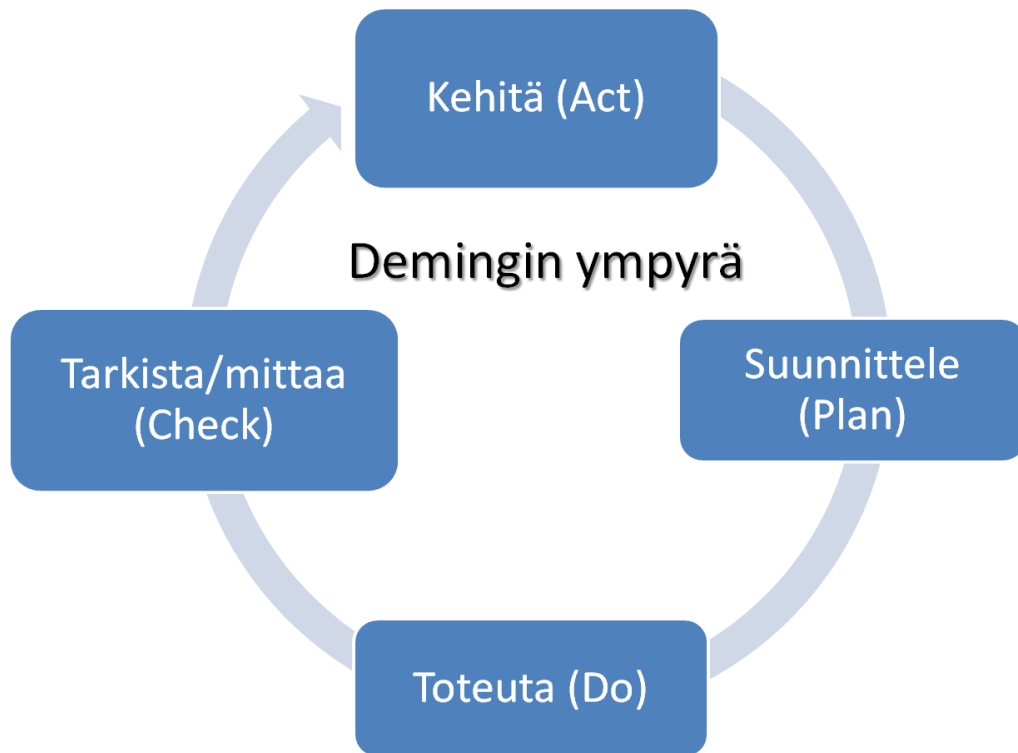 Kehitä (Act)
Demingin ympyrä
Tarkista/mittaa
(Check)
Suunnittele
(Plan)
Toteuta (Do)